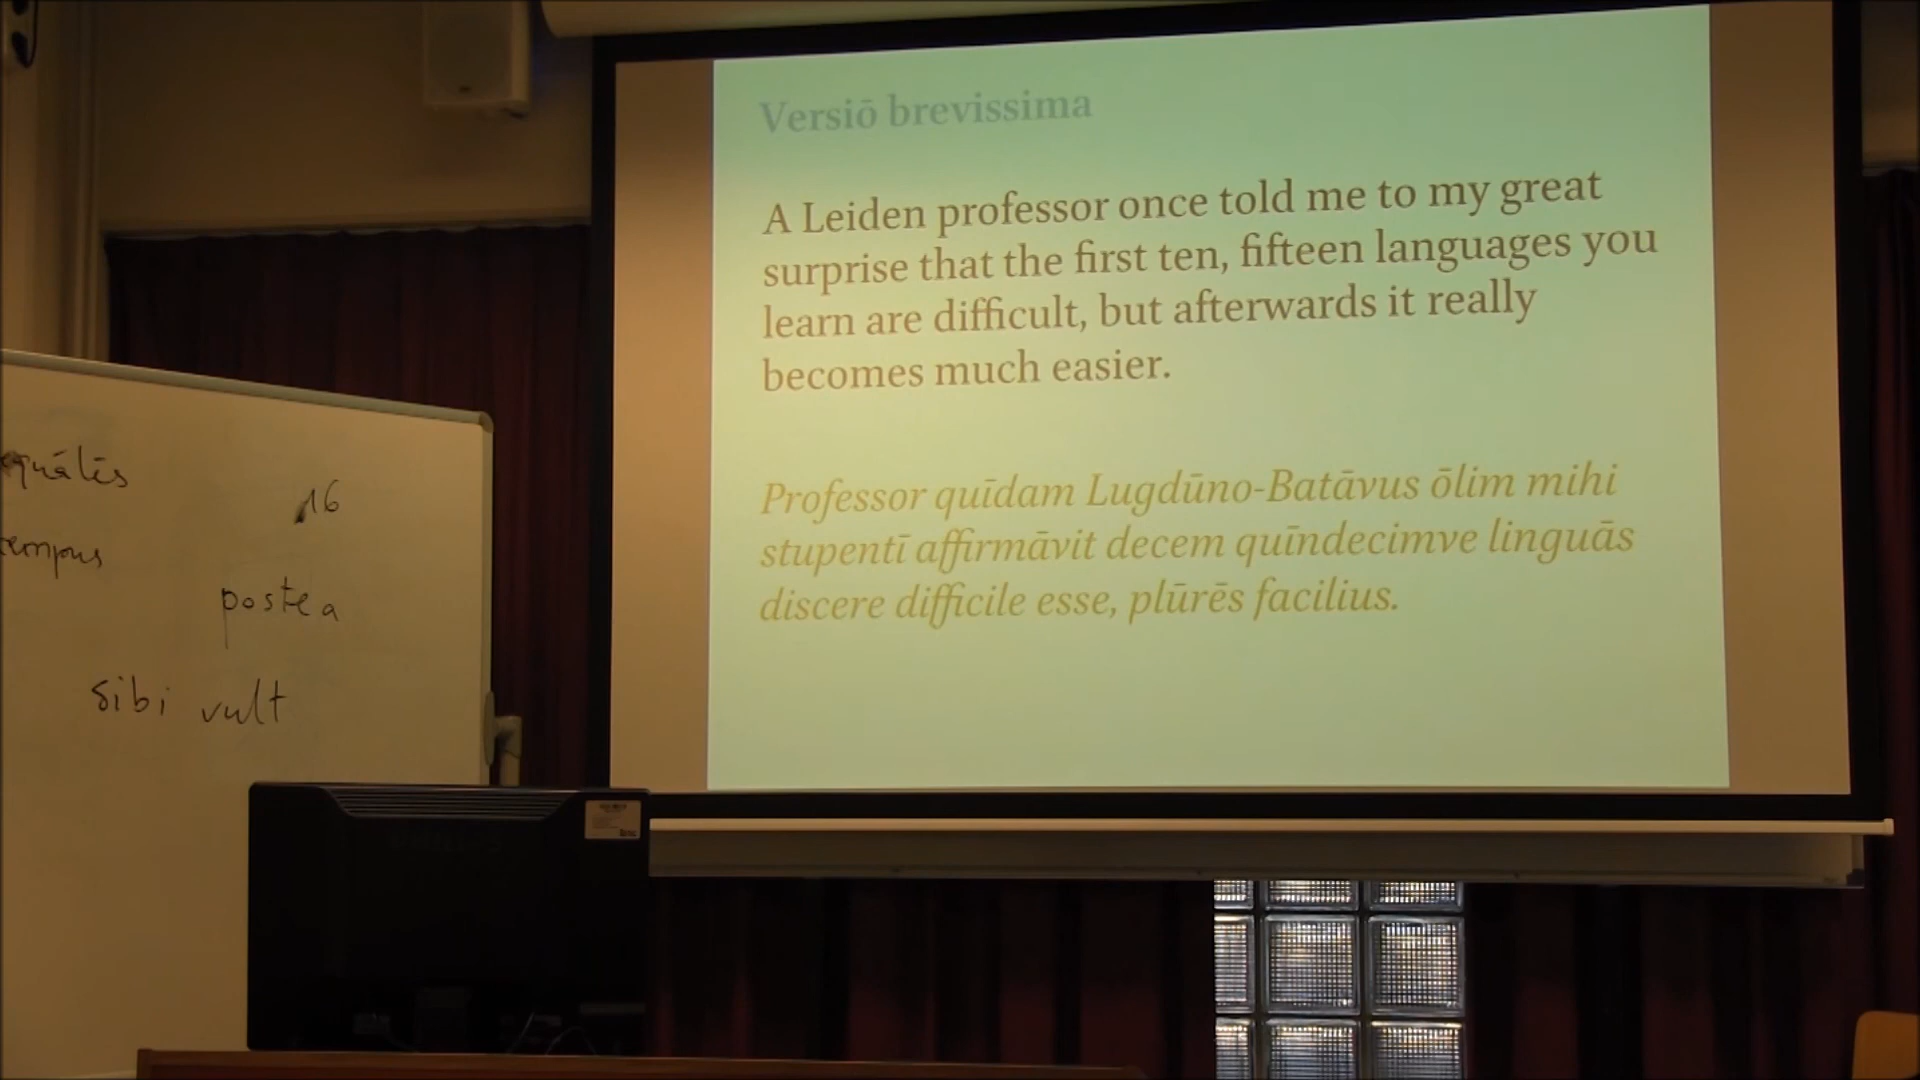 Versiō brevissima
A Leiden professor once told me to my great
surprise that the first ten, fifteen languages you
learn are difficult, but afterwards it really
becomes much easier.
Professor quīdam Lugdūno-Batāvus ōlim mihi
stupentī affirmāvit decem quīndecimve linguās
discere difficile esse, plūrēs facilius.
16
postea
sibi vult